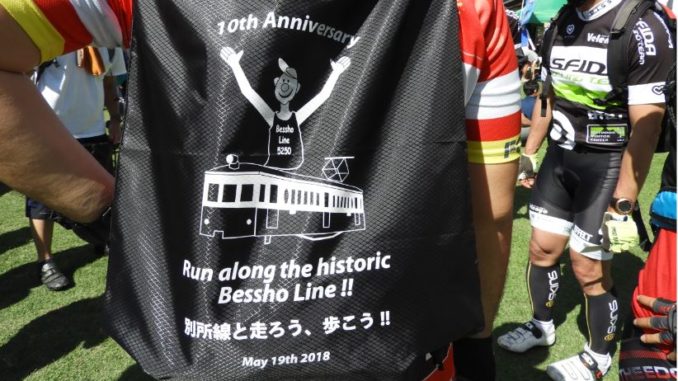 10th Anniversary
Bessho
Line
5250
Run along the historic
Bessho Line !!
別所線と走ろう、歩こう !!
May 19th 2018
SFIDA